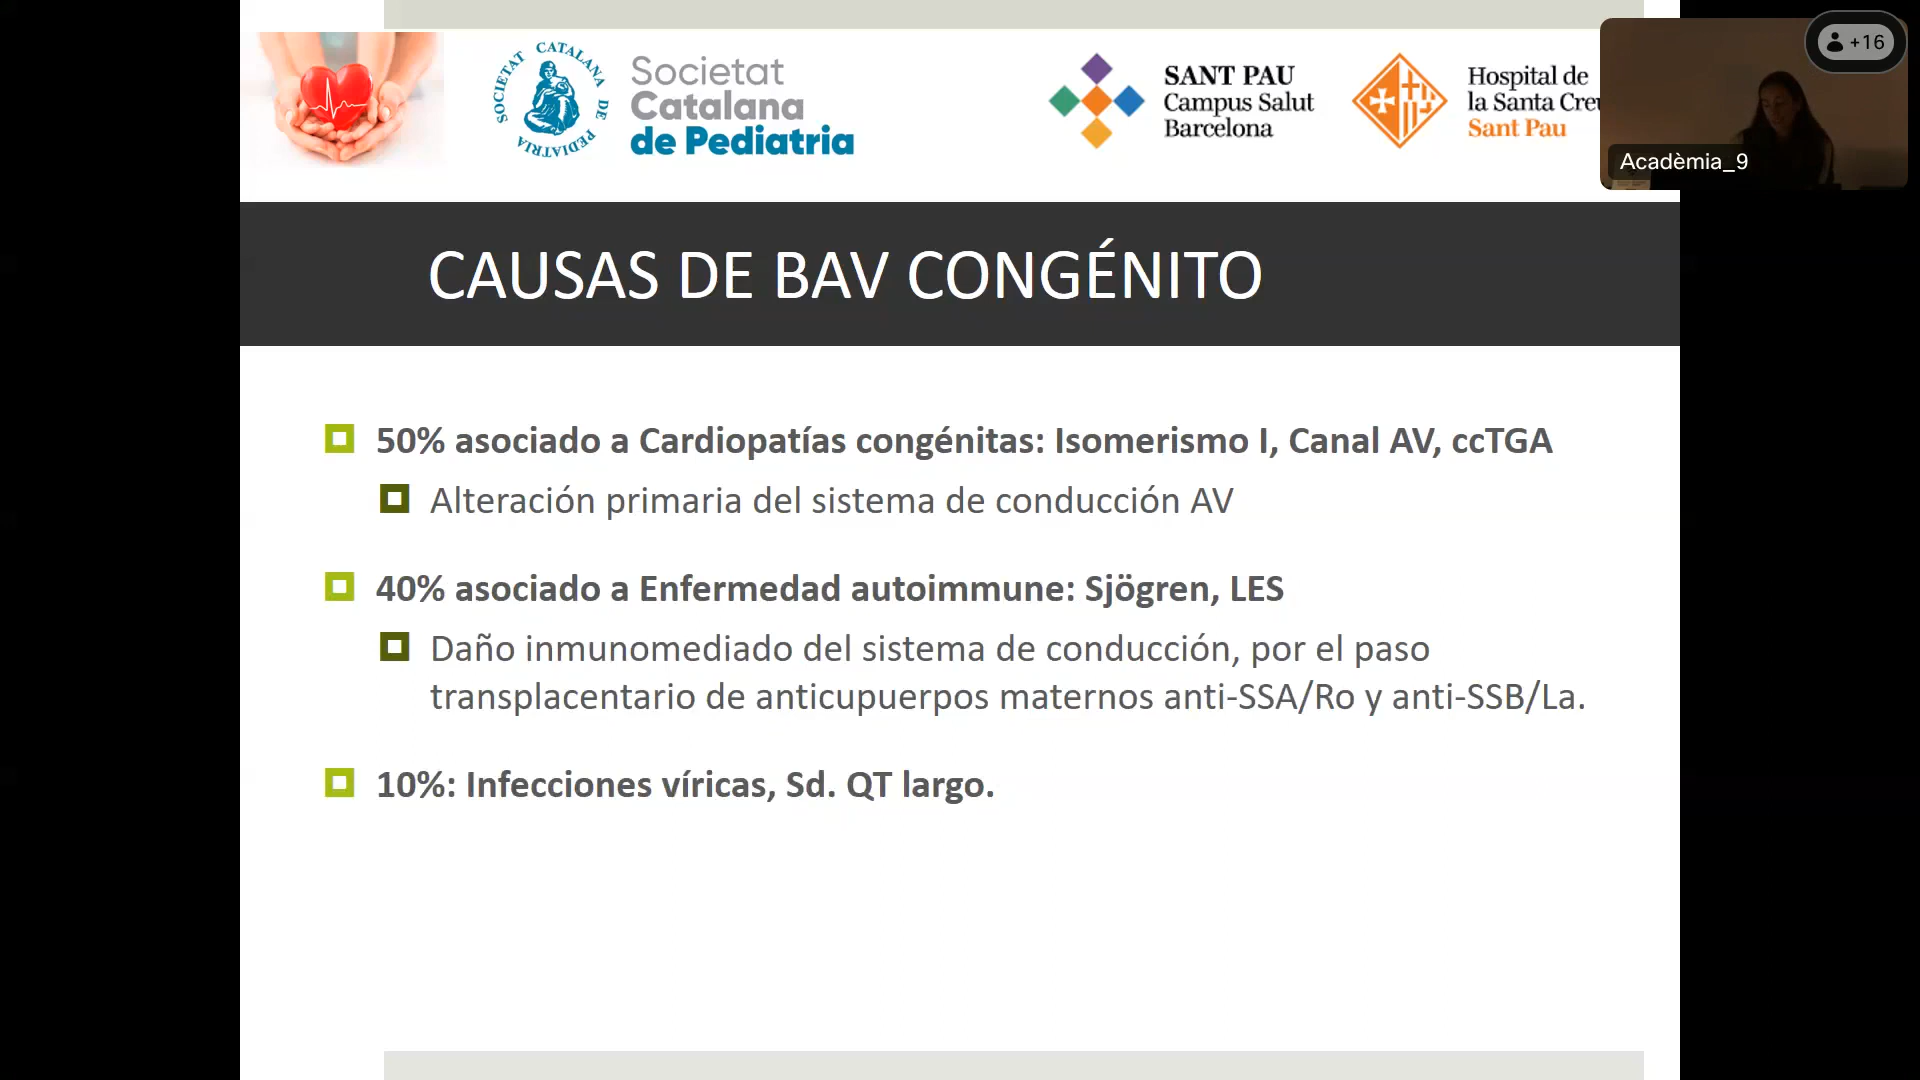 SOCIETAT CATALANA DE PEDIATRIA
Societat
Catalana
de Pediatria
SANT PAU
Campus Salut
Barcelona
Hospital de
la Santa Creu
Sant Pau
+16
Acadèmia_9
CAUSAS DE BAV CONGÉNITO
50% asociado a Cardiopatías congénitas: Isomerismo I, Canal AV, ccTGA
Alteración primaria del sistema de conducción AV
40% asociado a Enfermedad autoimmune: Sjögren, LES
Daño inmunomediado del sistema de conducción, por el paso
transplacentario de anticupuerpos maternos anti-SSA/Ro y anti-SSB/La.
10%: Infecciones víricas, Sd. QT largo.